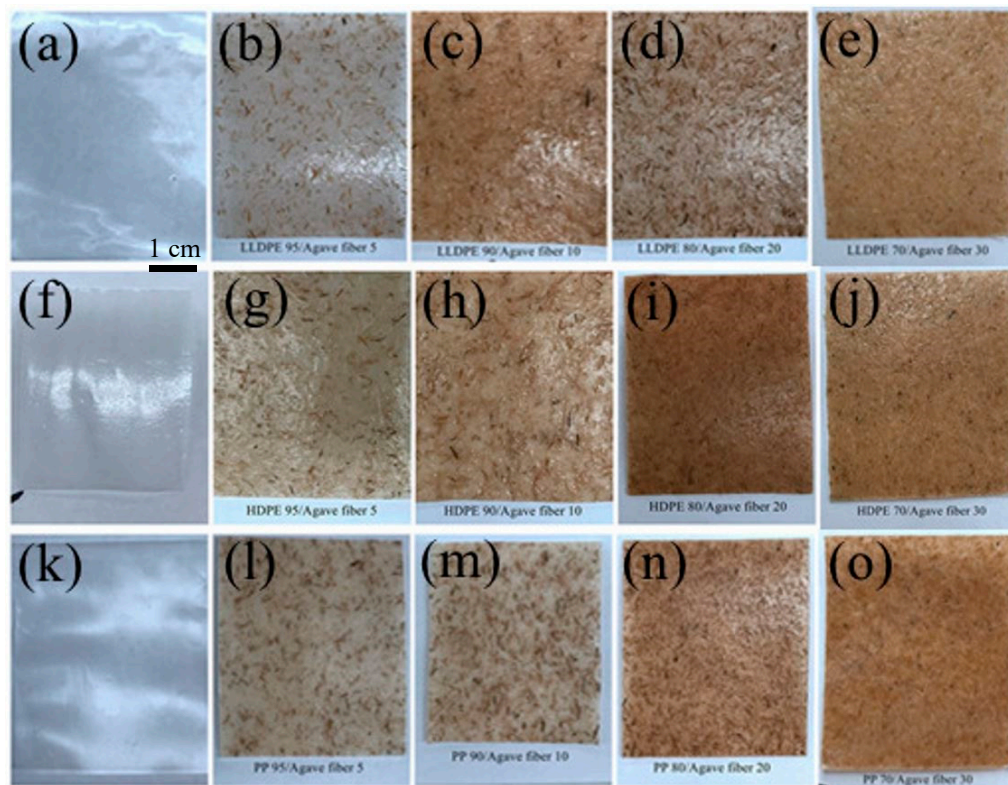 (a)
(b)
(c)
(d)
(e)
LLDPE 95/Agave fiber 5
LLDPE 90/Agave fiber 10
LLDPE 80/Agave fiber 20
LLDPE 70/Agave fiber 30
1 cm
(f)
(g)
(h)
(i)
(j)
HDPE 95/Agave fiber 5
HDPE 90/Agave fiber 10
HDPE 80/Agave fiber 20
HDPE 70/Agave fiber 30
(k)
(l)
(m)
(n)
(o)
PP 95/Agave fiber 5
PP 90/Agave fiber 10
PP 80/Agave fiber 20
PP 70/Agave fiber 30